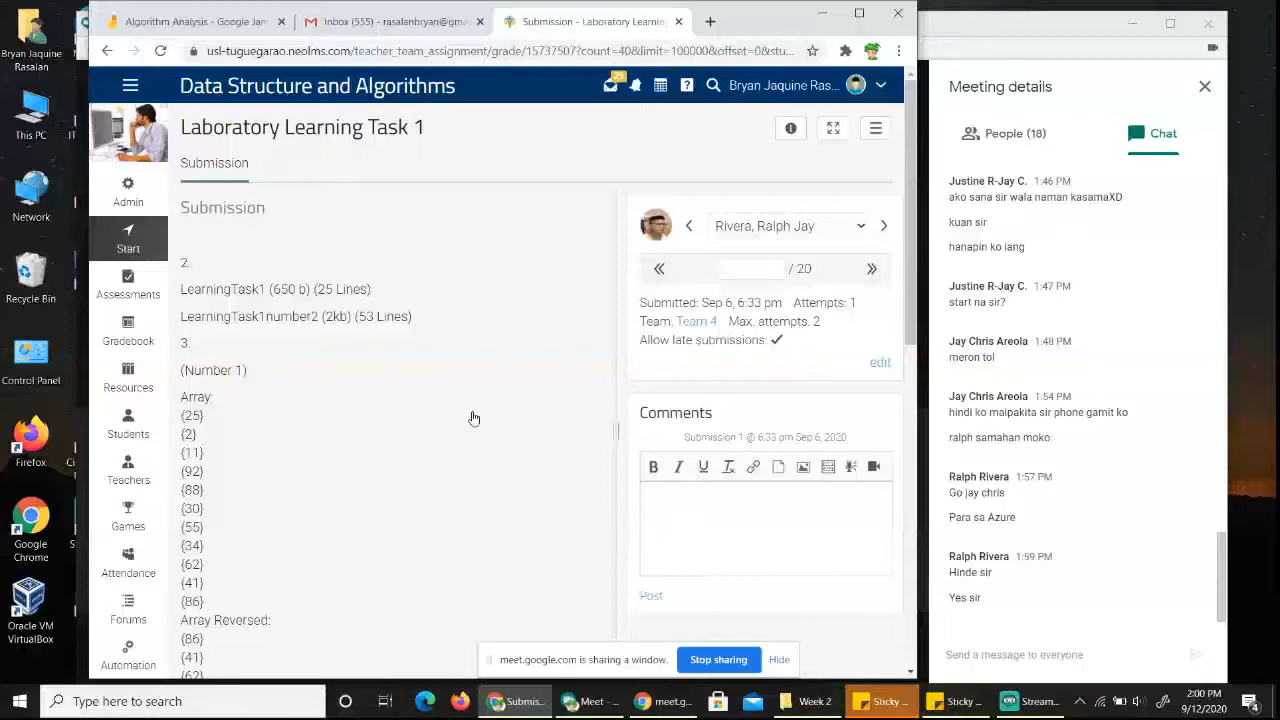 Algorithm Analysis - Google Jam
Inbox (555) - rasalenbryan@gma
Submission - Laboratory Learnin
usl-tuguegarao.neolms.com/teacher_team_assignment/grade/15737507?count=40&limit=100000&offset=0&stu...
Bryan Jaquine Rasalan
This PC
Network
Recycle Bin
Control Panel
Firefox
Google Chrome
Oracle VM VirtualBox
Data Structure and Algorithms
25
Bryan Jaquine Ras...
Admin
Start
Assessments
Gradebook
Resources
Students
Teachers
Games
Attendance
Forums
Automation
Laboratory Learning Task 1
Submission
Submission
2.
LearningTask1 (650 b) (25 Lines)
LearningTask1number2 (2kb) (53 Lines)
3.
(Number 1)
Array:
{25}
{2}
{11}
{92}
{88}
{30}
{55}
{34}
{62}
{41}
{86}
Array Reversed:
{86}
{41}
{62}
Rivera, Ralph Jay
/ 20
Submitted: Sep 6, 6:33 pm Attempts: 1
Team: Team 4 Max. attempts: 2
Allow late submissions: ✔
edit
Comments
Submission 1 @ 6:33 pm Sep 6, 2020
B I U Tx
Post
meet.google.com is sharing a window.
Stop sharing
Hide
Meeting details
People (18)
Chat
Justine R-Jay C. 1:46 PM
ako sana sir wala naman kasamaXD
kuan sir
hanapin ko lang
Justine R-Jay C. 1:47 PM
start na sir?
Jay Chris Areola 1:48 PM
meron tol
Jay Chris Areola 1:54 PM
hindi ko maipakita sir phone gamit ko
ralph samahan moko
Ralph Rivera 1:57 PM
Go jay chris
Para sa Azure
Ralph Rivera 1:59 PM
Hinde sir
Yes sir
Send a message to everyone
Type here to search
Submis...
Meet - ...
meet.g...
Week 2
Sticky ...
Sticky ...
Stream...
2:00 PM
9/12/2020